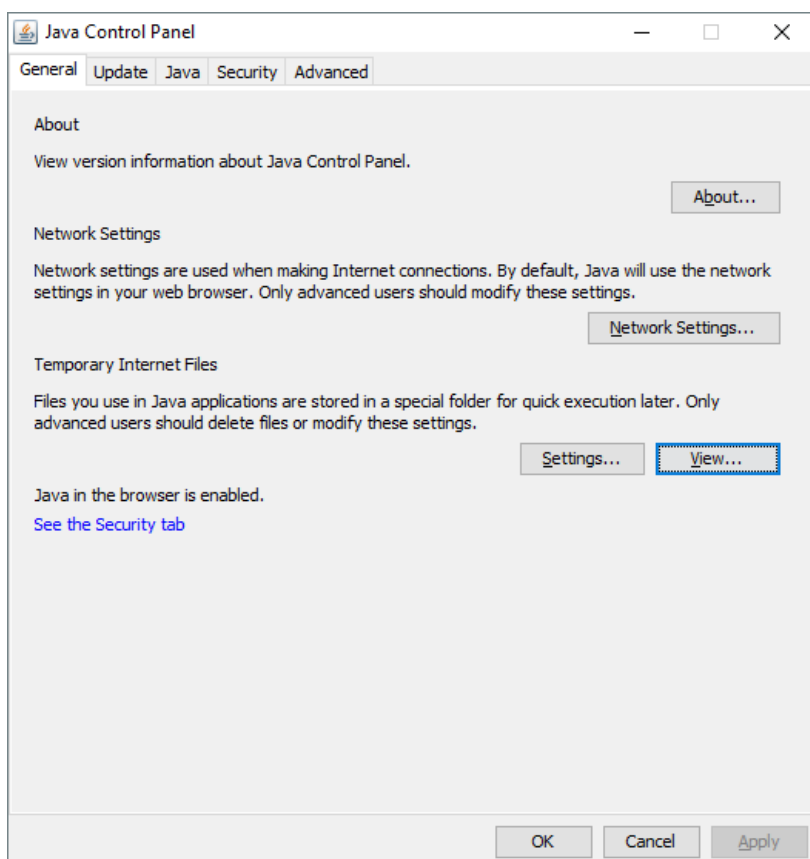 Java Control Panel
General Update Java Security Advanced
About
View version information about Java Control Panel.
About...
Network Settings
Network settings are used when making Internet connections. By default, Java will use the network
settings in your web browser. Only advanced users should modify these settings.
Network Settings...
Temporary Internet Files
Files you use in Java applications are stored in a special folder for quick execution later. Only
advanced users should delete files or modify these settings.
Settings... View...
Java in the browser is enabled.
See the Security tab
OK Cancel Apply